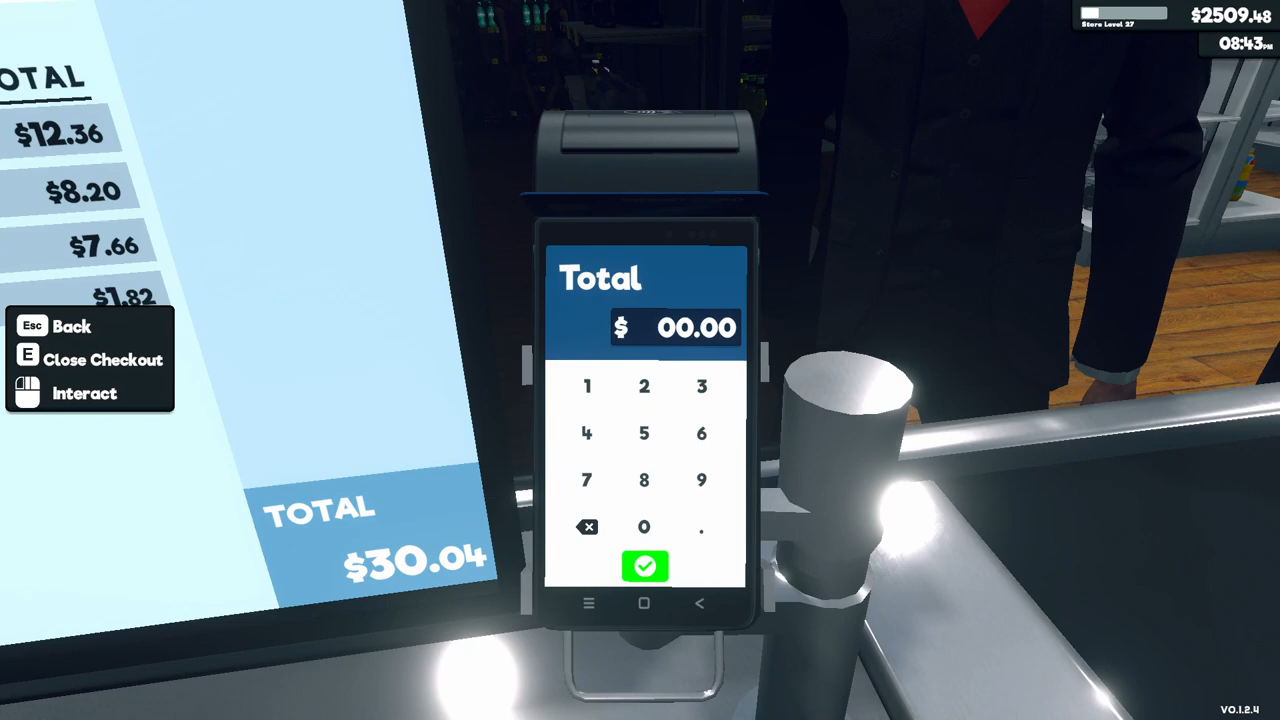 OTAL
$12.36
$8.20
$7.66
$1.82
Esc Back
E Close Checkout
Interact
TOTAL
$30.04
Total
$ 00.00
1 2 3
4 5 6
7 8 9
0 .
Store Level 27
$2509.48
08:43PM
V0.1.2.4